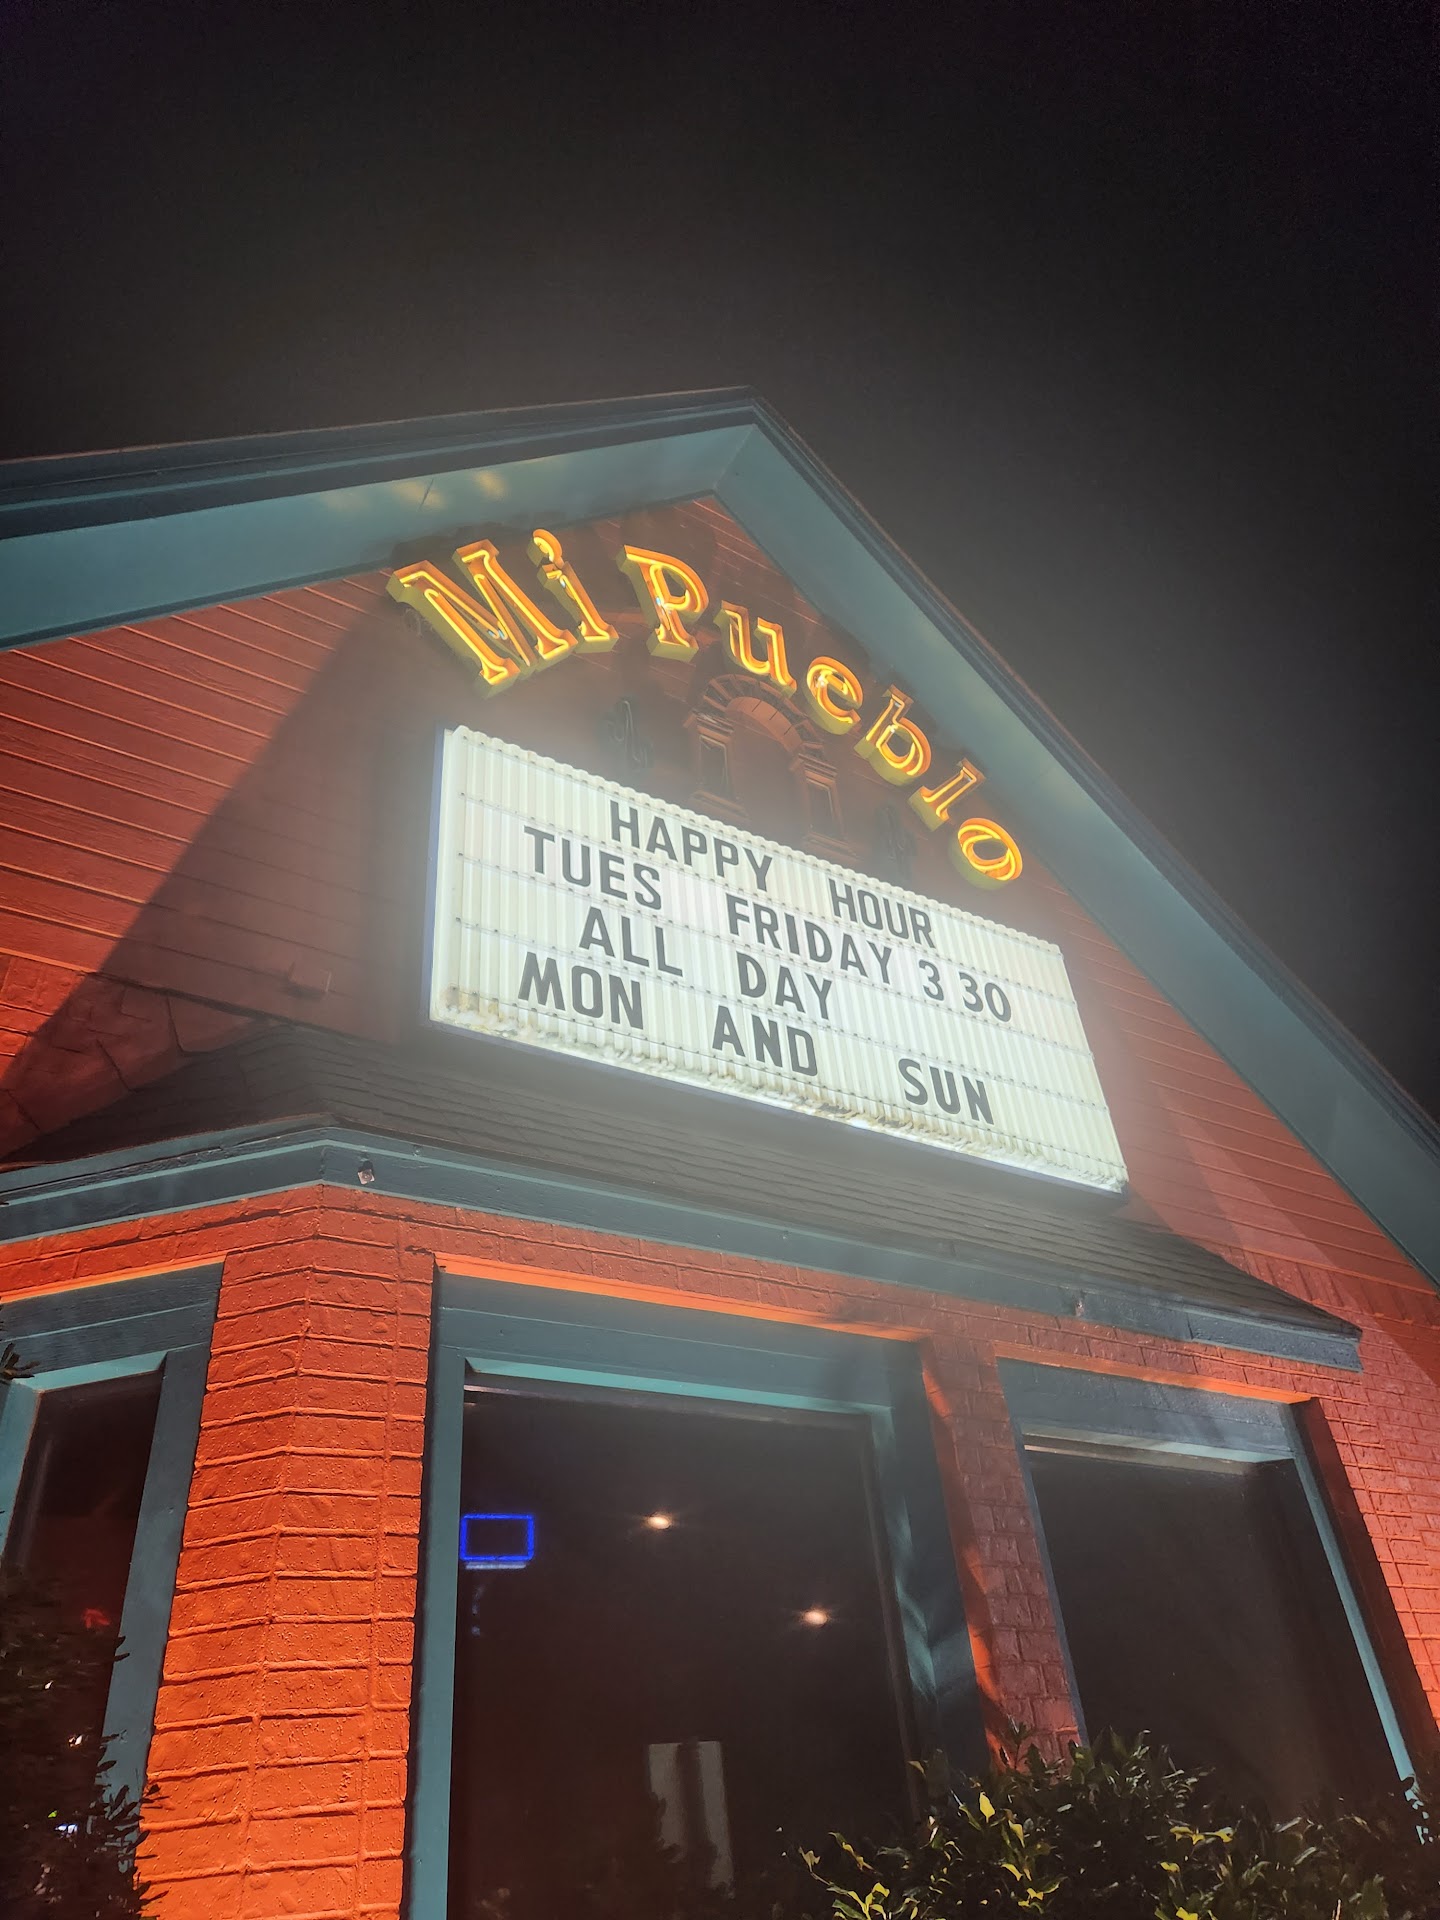 Mi Pueblo
HAPPY HOUR
TUES FRIDAY 3 30
ALL DAY
MON AND SUN